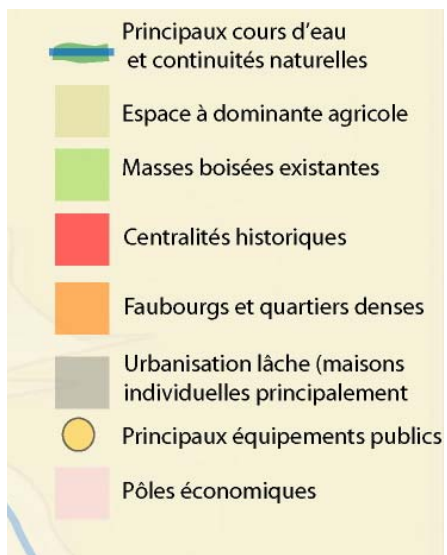 Principaux cours d'eau
et continuités naturelles
Espace à dominante agricole
Masses boisées existantes
Centralités historiques
Faubourgs et quartiers denses
Urbanisation lâche (maisons
individuelles principalement
Principaux équipements publics
Pôles économiques